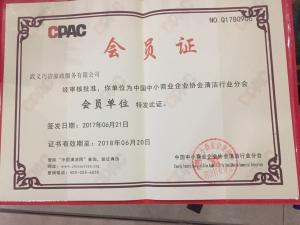 CPAC
NO.Q1780906
会员证
武义巧洁家政服务有限公司
经审核批准，你单位为中国中小商业企业协会清洁行业分会
会员单位 特发此证。
签发日期：2017年06月21日
证书有效期至：2018年06月20日
中国中小商业企业协会清洁行业分会